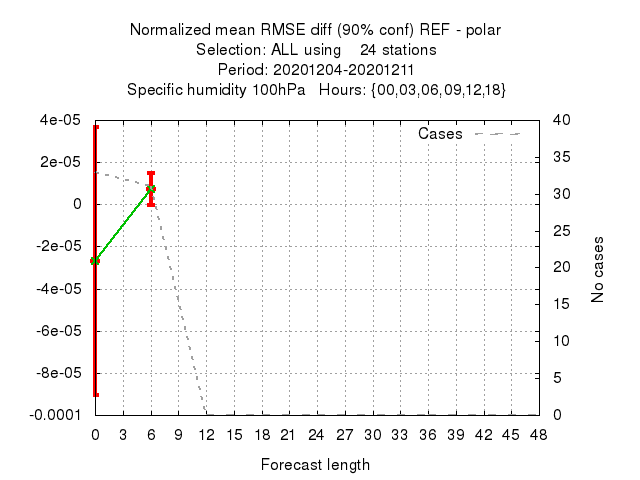 Normalized mean RMSE diff (90% conf) REF - polar
Selection: ALL using    24 stations
Period: 20201204-20201211
Specific humidity 100hPa   Hours: {00,03,06,09,12,18}
Cases
4e-05
2e-05
0
-2e-05
-4e-05
-6e-05
-8e-05
-0.0001
40
35
30
25
20
15
10
5
0
No cases
0 3 6 9 12 15 18 21 24 27 30 33 36 39 42 45 48
Forecast length